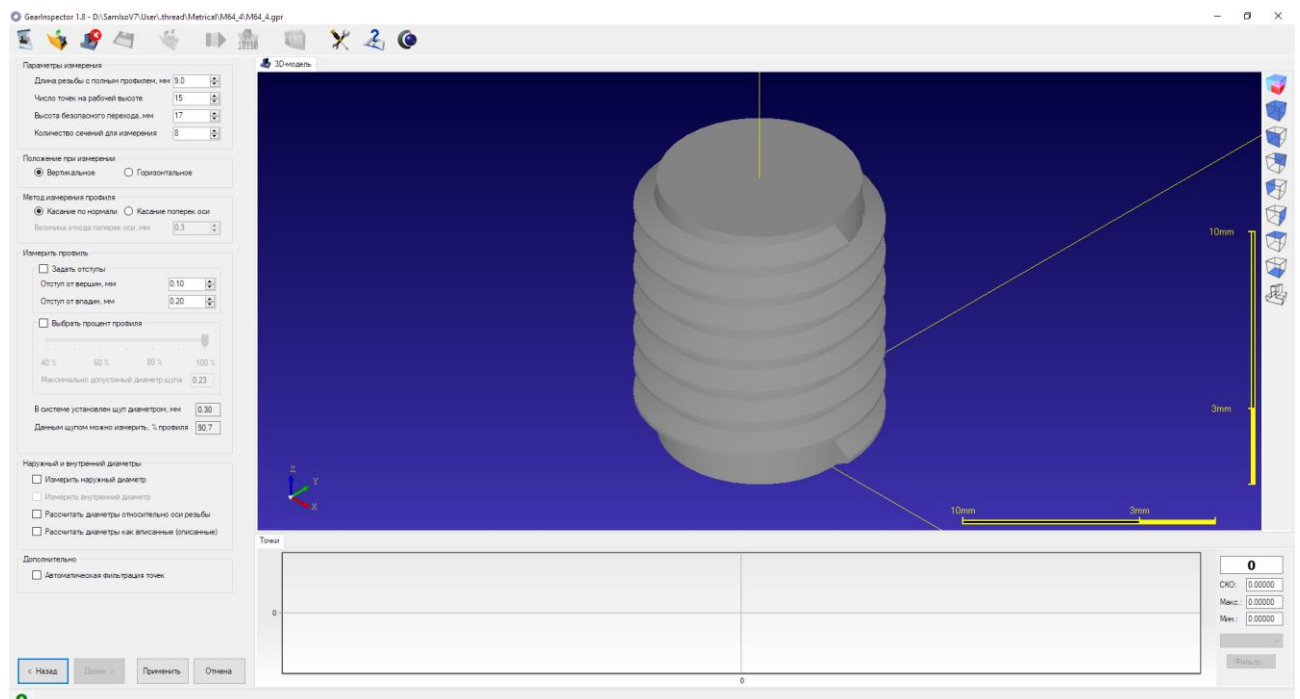 GearInspector 1.8 - D:\SamIsoV7\User\.thread\Metrical\M64_4\M64_4.gpr
Параметры измерения
Длина резьбы с полным профилем, мм 9.0
Число точек на рабочей высоте 15
Высота безопасного перехода, мм 17
Количество сечений для измерения 8
Положение при измерении
Вертикальное Горизонтальное
Метод измерения профиля
Касание по нормали Касание поперек оси
Величина отхода поперек оси, мм 0.3
Измерить профиль
Задать отступы
Отступ от вершин, мм 0.10
Отступ от впадин, мм 0.20
Выбрать процент профиля
40 % 60 % 80 % 100 %
Максимально допустимый диаметр щупа 0.23
В системе установлен щуп диаметром, мм 0.30
Данным щупом можно измерить, % профиля 90.7
Наружный и внутренний диаметры
Измерить наружный диаметр
Измерить внутренний диаметр
Рассчитать диаметры относительно оси резьбы
Рассчитать диаметры как вписанные (описанные)
Дополнительно
Автоматическая фильтрация точек
< Назад Далее > Применить Отмена
3D-модель
10mm
3mm
Z
Y
X
10mm 3mm
Точки
0
0
0
СКО: 0.00000
Макс.: 0.00000
Мин.: 0.00000
Фильтр...